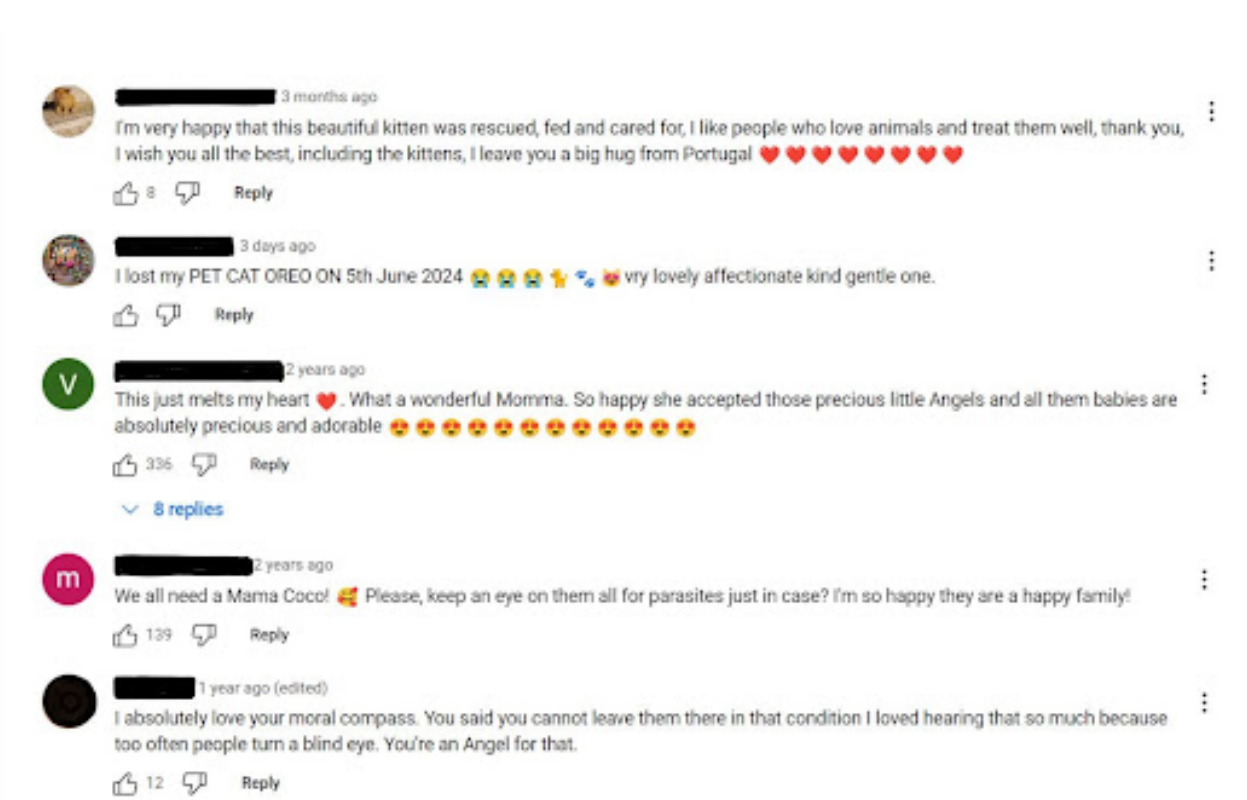 3 months ago
I'm very happy that this beautiful kitten was rescued, fed and cared for, I like people who love animals and treat them well, thank you,
I wish you all the best, including the kittens, I leave you a big hug from Portugal ❤️❤️❤️❤️❤️❤️❤️❤️
8 Reply
3 days ago
I lost my PET CAT OREO ON 5th June 2024 😭😭😭🐈🐾😻 vry lovely affectionate kind gentle one.
Reply
V
2 years ago
This just melts my heart ❤️. What a wonderful Momma. So happy she accepted those precious little Angels and all them babies are
absolutely precious and adorable 😍😍😍😍😍😍😍😍😍😍😍😍
336 Reply
8 replies
m
2 years ago
We all need a Mama Coco! 🥰 Please, keep an eye on them all for parasites just in case? I'm so happy they are a happy family!
139 Reply
1 year ago (edited)
I absolutely love your moral compass. You said you cannot leave them there in that condition I loved hearing that so much because
too often people turn a blind eye. You're an Angel for that.
12 Reply